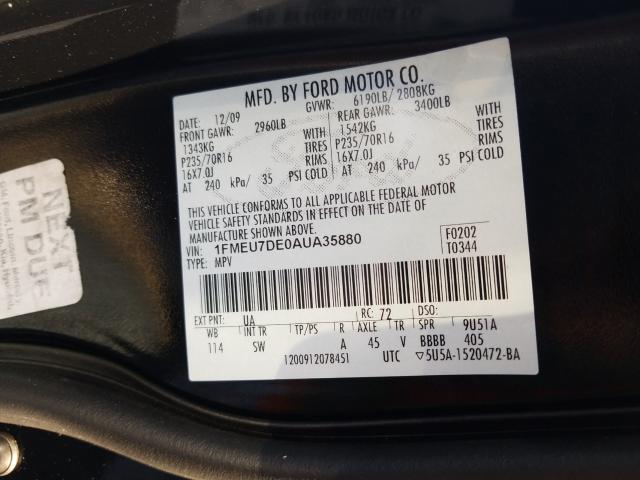 MFD. BY FORD MOTOR CO.
DATE: 12/09 GVWR: 6190LB/ 2808KG
FRONT GAWR: 2960LB REAR GAWR: 3400LB
1343KG WITH 1542KG WITH
P235/70R16 TIRES P235/70R16 TIRES
16X7.0J RIMS 16X7.0J RIMS
AT 240 kPa/ 35 PSI COLD AT 240 kPa/ 35 PSI COLD
THIS VEHICLE CONFORMS TO ALL APPLICABLE FEDERAL MOTOR
VEHICLE SAFETY STANDARDS IN EFFECT ON THE DATE OF
MANUFACTURE SHOWN ABOVE.
VIN: 1FMEU7DE0AUA35880 F0202
TYPE: MPV T0344
EXT PNT: UA RC: 72 DSO:
WB INT TR TP/PS R AXLE TR SPR 9U51A
114 SW A 45 V BBBB 405
1200912078451 UTC ▽5U5A-1520472-BA
NEXT
PM DUE